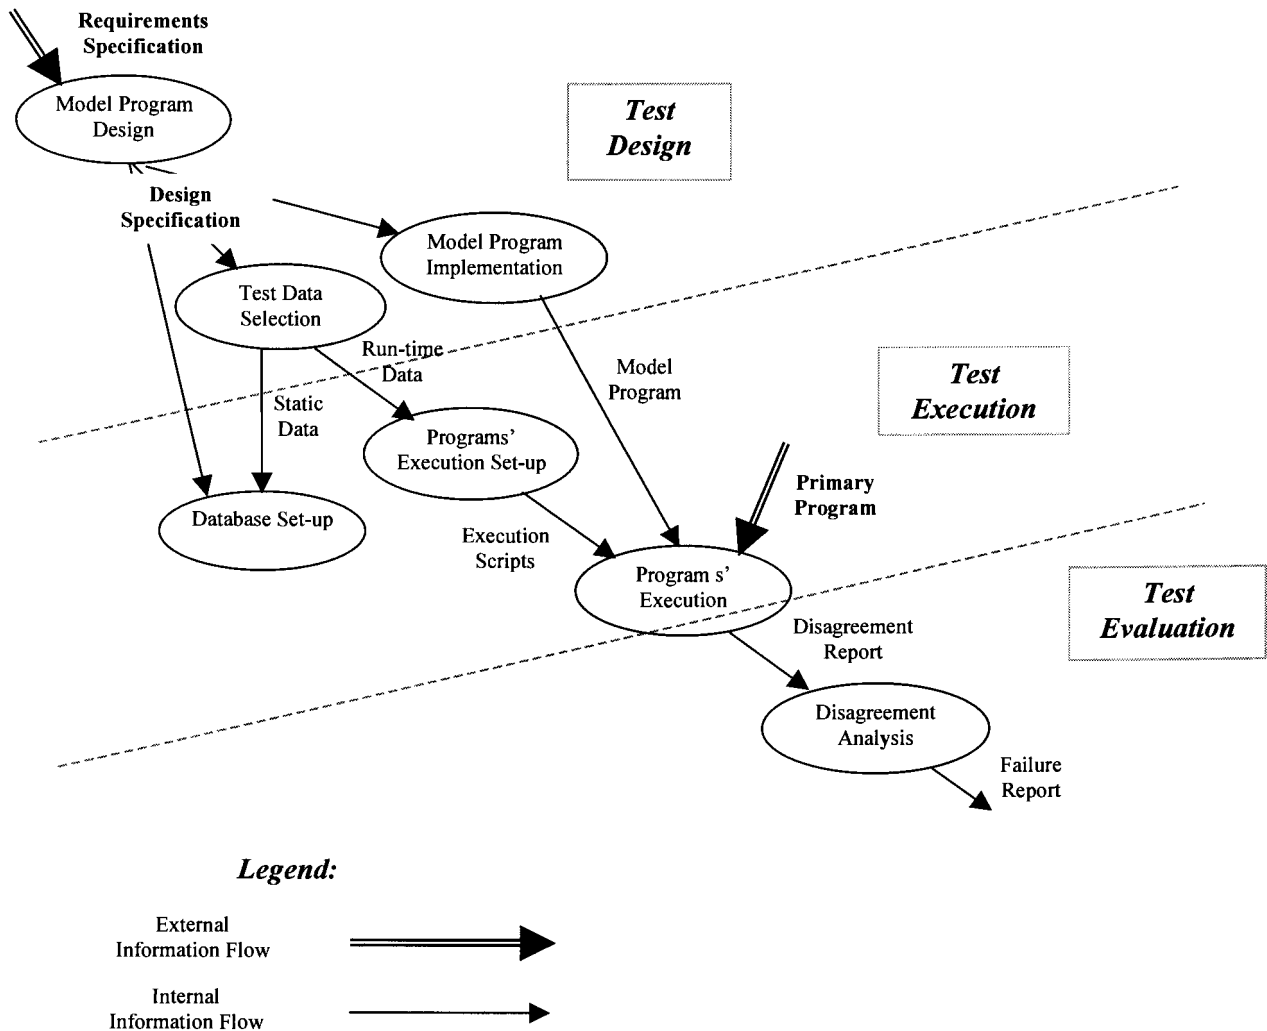 Requirements
Specification
Model Program
Design
Test
Design
Design
Specification
Model Program
Implementation
Test Data
Selection
Run-time
Data
Model
Program
Test
Execution
Static
Data
Programs'
Execution Set-up
Primary
Program
Database Set-up
Execution
Scripts
Program s'
Execution
Test
Evaluation
Disagreement
Report
Disagreement
Analysis
Failure
Report
Legend:
External
Information Flow
Internal
Information Flow